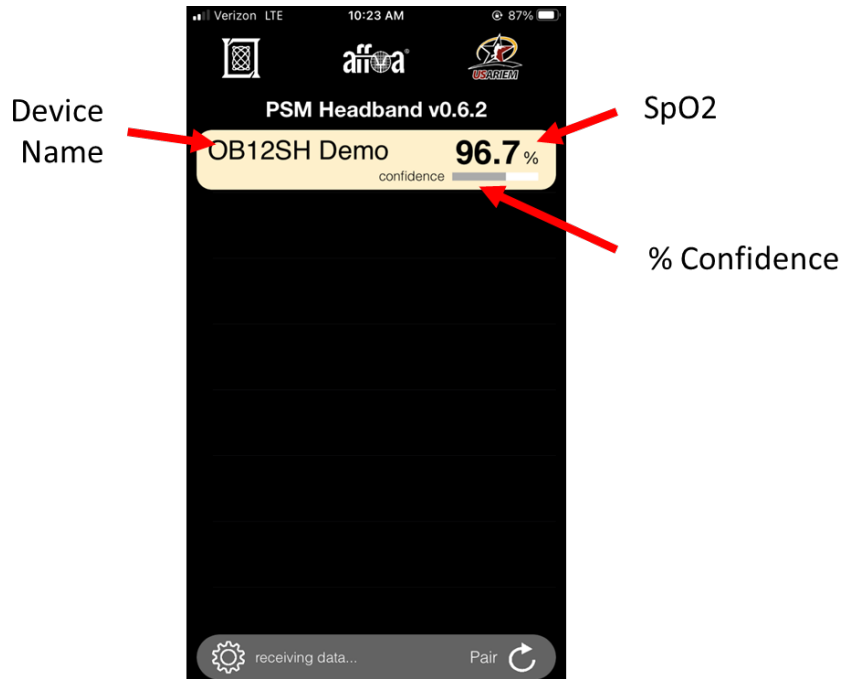 Verizon LTE 10:23 AM 87%
affoa
USARIEM
PSM Headband v0.6.2
Device
Name
SpO2
OB12SH Demo 96.7 %
confidence
% Confidence
receiving data... Pair